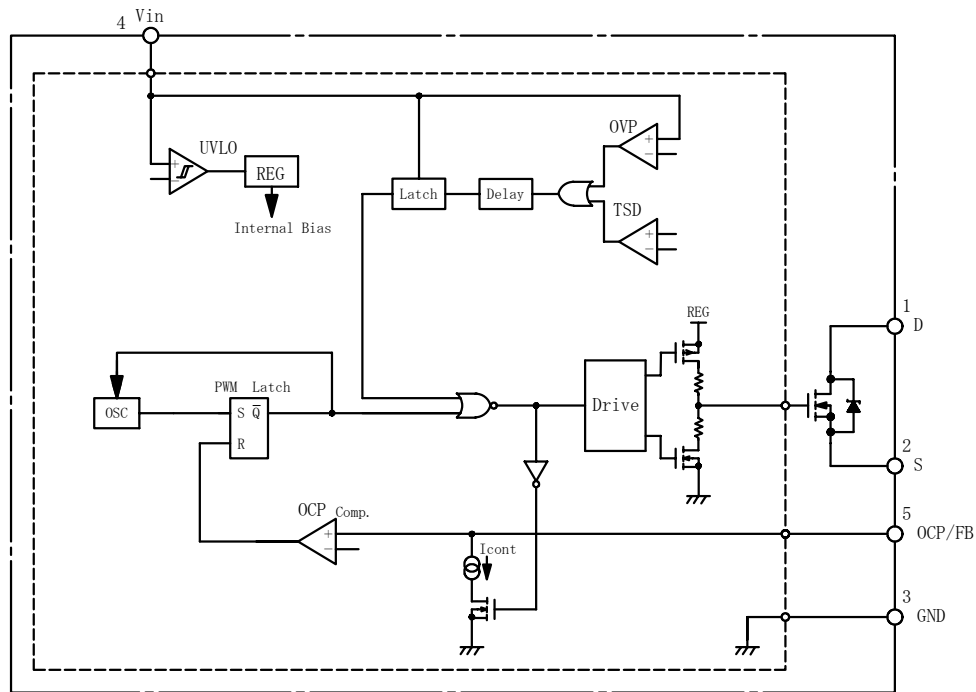 4 Vin
UVLO
OVP
REG
Latch
Delay
TSD
Internal Bias
REG
1
D
PWM Latch
OSC
S Q̅
R
Drive
2
S
OCP Comp.
5
OCP/FB
Icont
3
GND